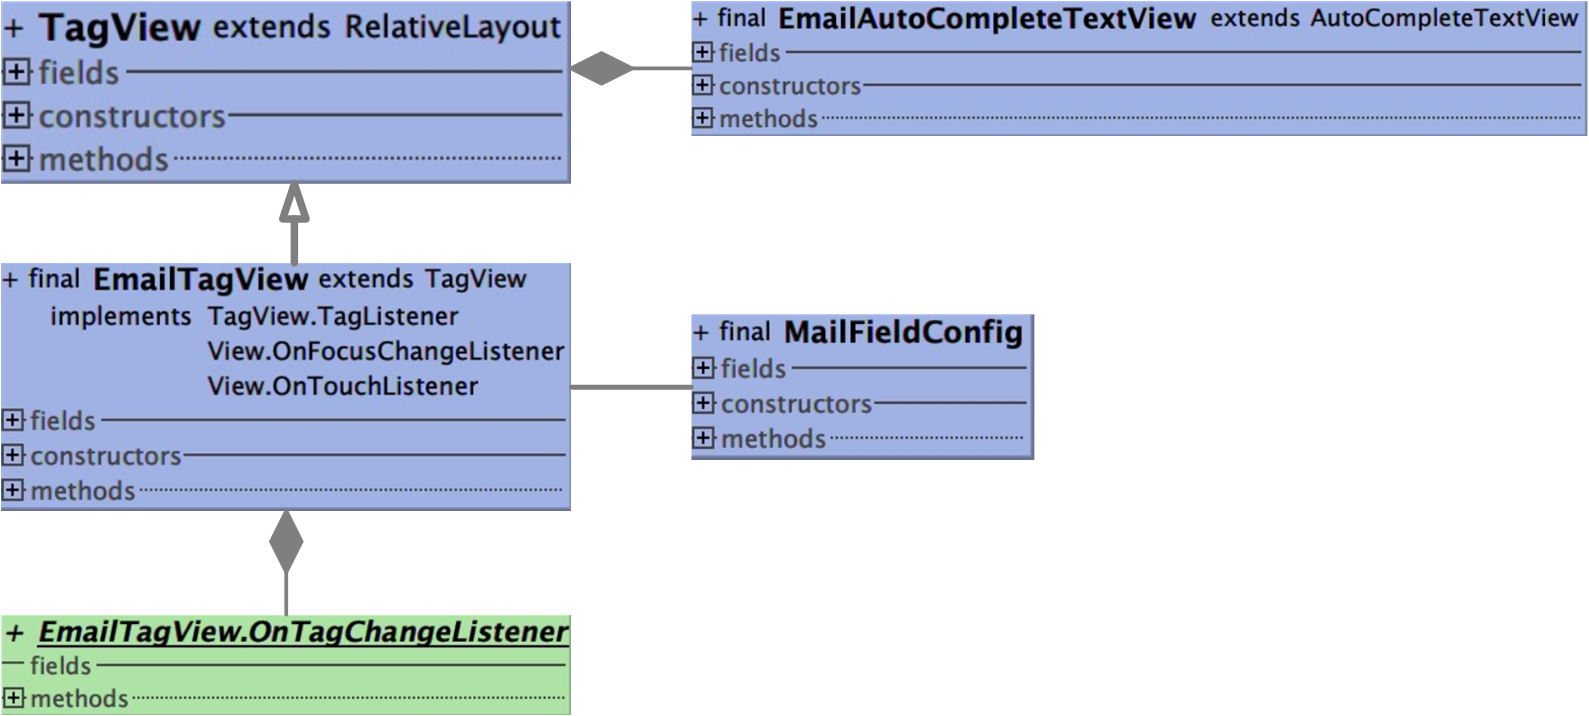 + TagView extends RelativeLayout
+ fields
+ constructors
+ methods
+ final EmailAutoCompleteTextView extends AutoCompleteTextView
+ fields
+ constructors
+ methods
+ final EmailTagView extends TagView
implements TagView.TagListener
View.OnFocusChangeListener
View.OnTouchListener
+ fields
+ constructors
+ methods
+ final MailFieldConfig
+ fields
+ constructors
+ methods
+ EmailTagView.OnTagChangeListener
fields
+ methods